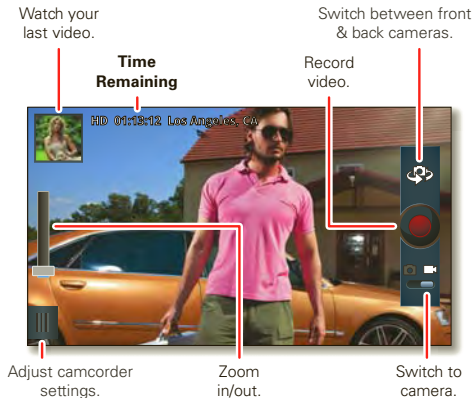 Watch your
last video.
Switch between front
& back cameras.
Time
Remaining
Record
video.
HD 01:13:12 Los Angeles, CA
Adjust camcorder
settings.
Zoom
in/out.
Switch to
camera.